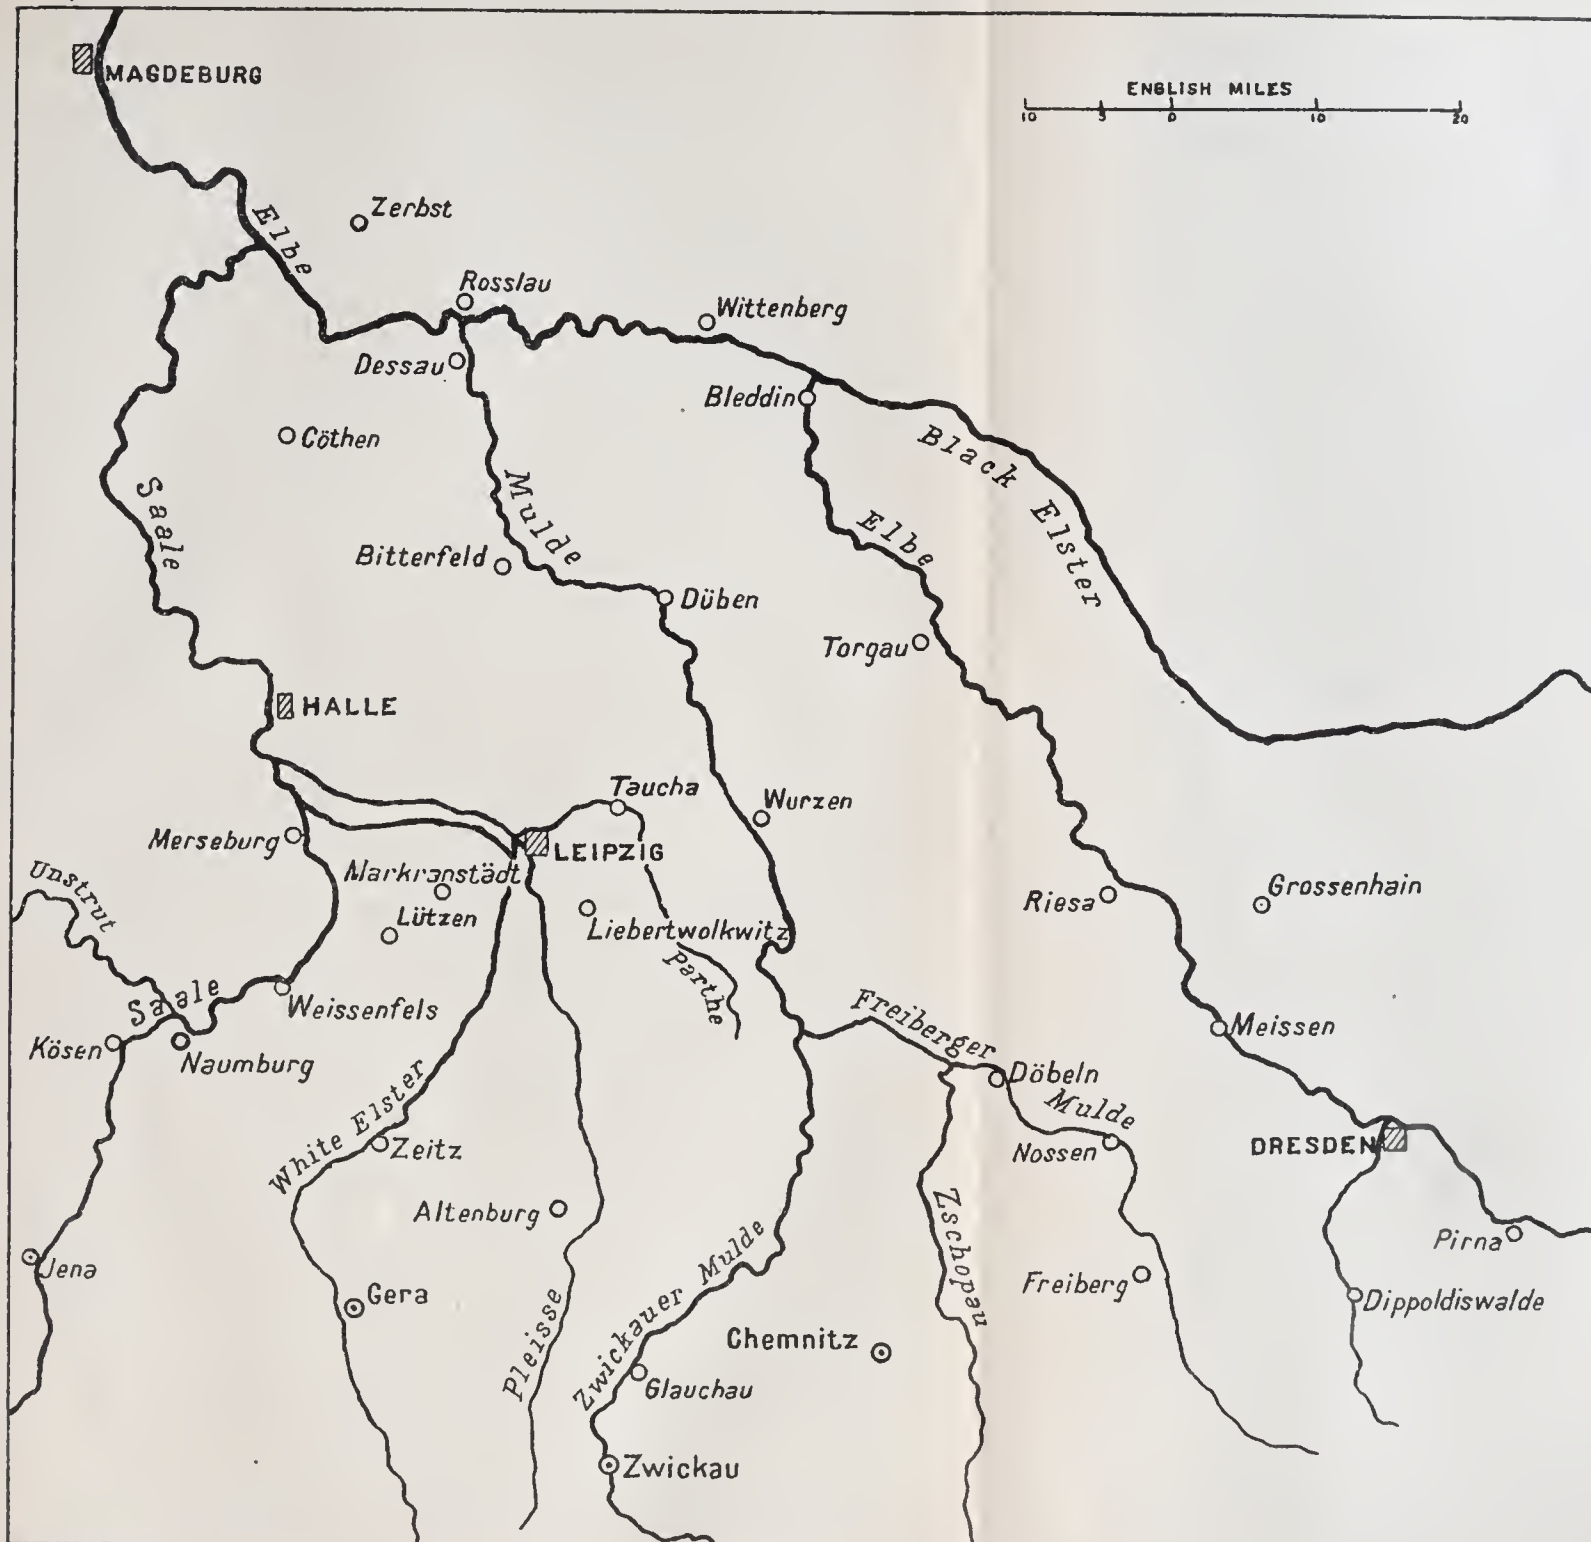 MAGDEBURG
ENGLISH MILES
10 5 0 10 20
Zerbst
Elbe
Rosslau
Wittenberg
Dessau
Bleddin
Cöthen
Black Elster
Saale
Mulde
Elbe
Bitterfeld
Düben
Torgau
HALLE
Taucha
Wurzen
Merseburg
LEIPZIG
Markranstädt
Unstrut
Riesa
Grossenhain
Lützen
Liebertwolkwitz
Parthe
Saale
Weissenfels
Freiberger
Meissen
Kösen
Naumburg
Döbeln
Mulde
White Elster
Zeitz
Nossen
DRESDEN
Altenburg
Zschopau
Pirna
Jena
Gera
Pleisse
Zwickauer Mulde
Freiberg
Dippoldiswalde
Chemnitz
Glauchau
Zwickau